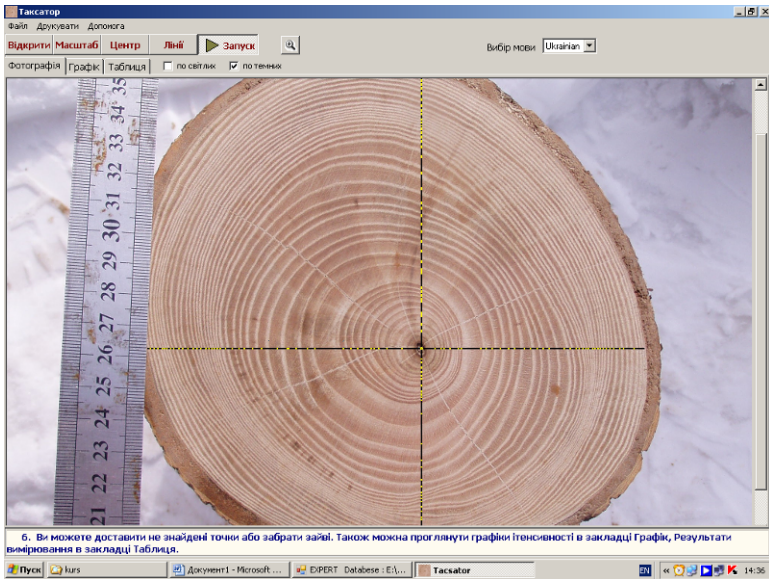 Таксатор
Файл Друкувати Допомога
Відкрити Масштаб Центр Лінії Запуск Вибір мови Ukrainian
Фотографія Графік Таблиця по світлих по темних
35
34
33
32
31
30
29
28
27
26
25
24
23
22
21
6. Ви можете доставити не знайдені точки або забрати зайві. Також можна проглянути графіки ітенсивності в закладці Графік, Результати
вимірювання в закладці Таблиця.
Пуск kurs Документ1 - Microsoft ... EXPERT Databese : E:\... Tacsator EN « 14:36